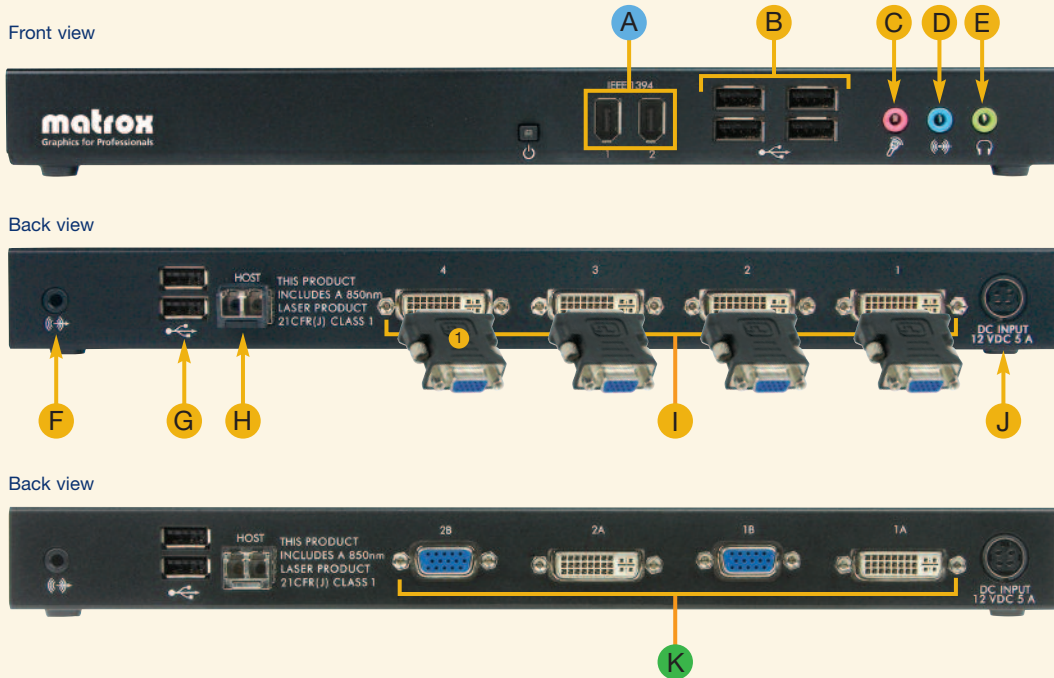 Front view
A
B
C
D
E
IEEE 1394
matrox
Graphics for Professionals
1
2
Back view
HOST
THIS PRODUCT
INCLUDES A 850nm
LASER PRODUCT
21CFR(J) CLASS 1
4
3
2
1
1
DC INPUT
12 VDC 5 A
F
G
H
I
J
Back view
HOST
THIS PRODUCT
INCLUDES A 850nm
LASER PRODUCT
21CFR(J) CLASS 1
2B
2A
1B
1A
DC INPUT
12 VDC 5 A
K